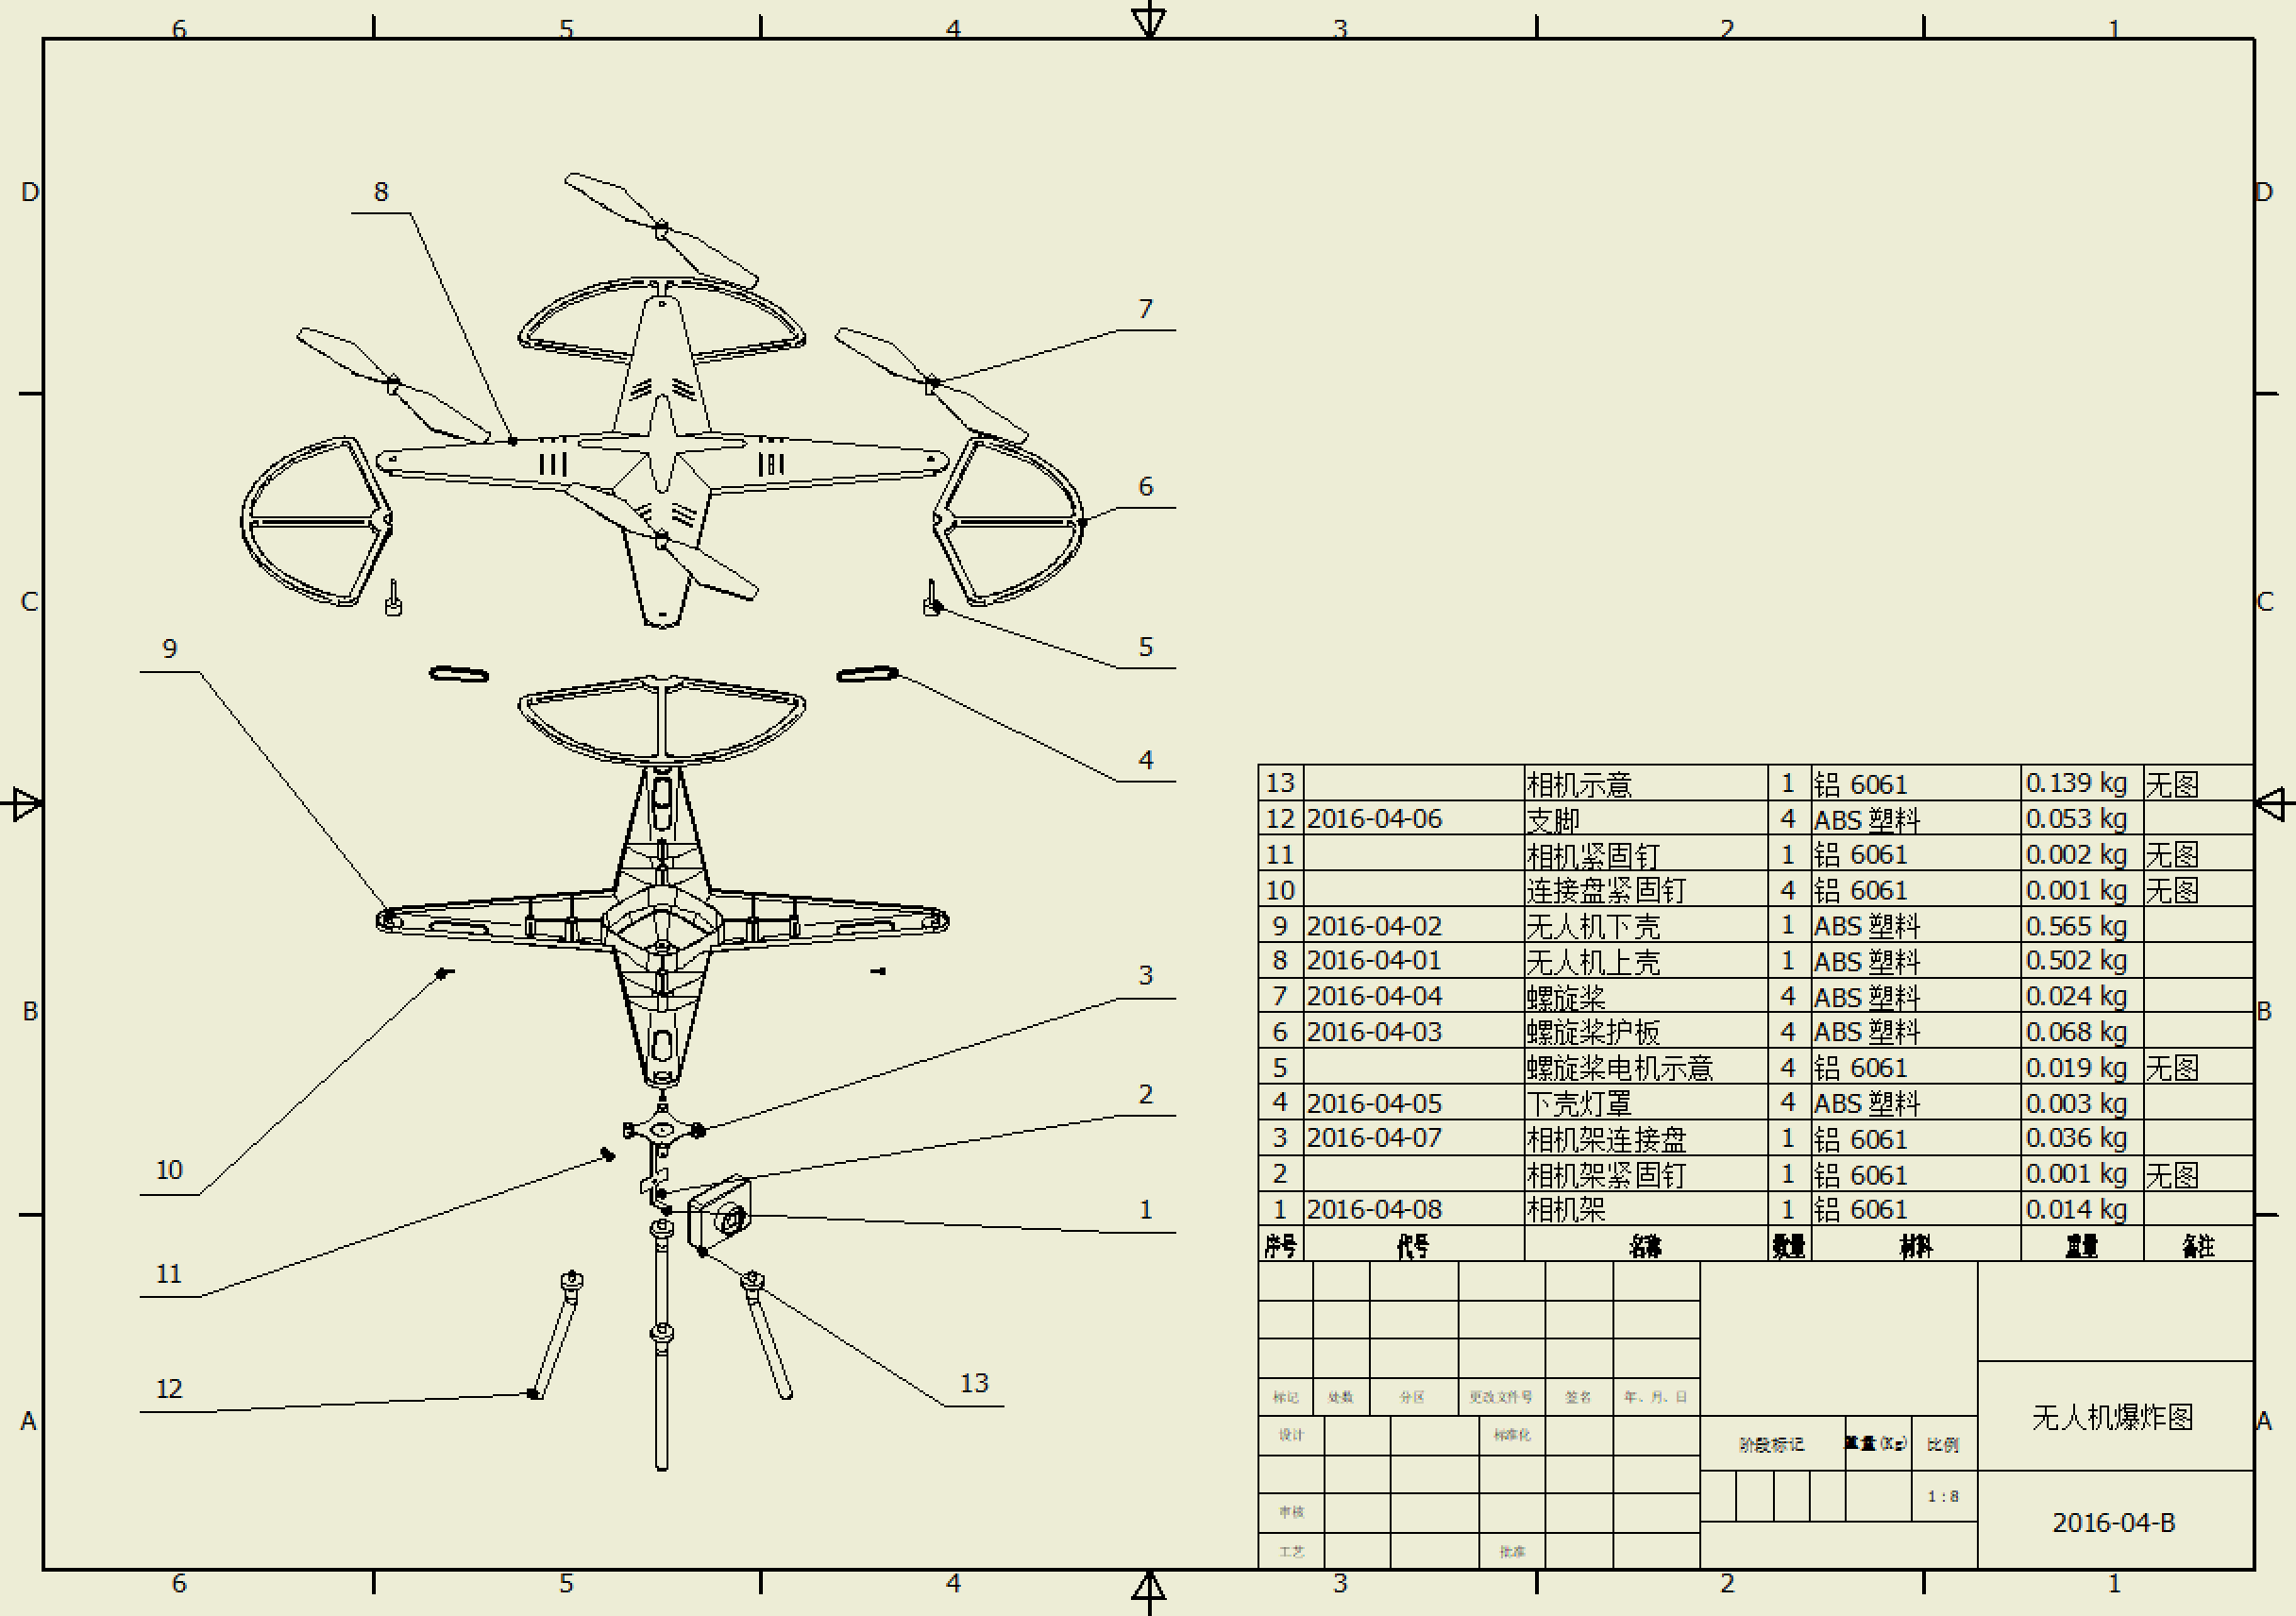 6 5 4 3 2 1
D D
8
7
6
C C
9
5
4
13 相机示意 1 铝 6061 0.139 kg 无图
12 2016-04-06 支脚 4 ABS 塑料 0.053 kg
11 相机紧固钉 1 铝 6061 0.002 kg 无图
10 连接盘紧固钉 4 铝 6061 0.001 kg 无图
9 2016-04-02 无人机下壳 1 ABS 塑料 0.565 kg
8 2016-04-01 无人机上壳 1 ABS 塑料 0.502 kg
7 2016-04-04 螺旋桨 4 ABS 塑料 0.024 kg
6 2016-04-03 螺旋桨护板 4 ABS 塑料 0.068 kg
5 螺旋桨电机示意 4 铝 6061 0.019 kg 无图
4 2016-04-05 下壳灯罩 4 ABS 塑料 0.003 kg
3 2016-04-07 相机架连接盘 1 铝 6061 0.036 kg
2 相机架紧固钉 1 铝 6061 0.001 kg 无图
1 2016-04-08 相机架 1 铝 6061 0.014 kg
序号 代号 名称 数量 材料 重量 备注
3
B B
2
10
1
11
12
13
A A
标记 处数 分区 更改文件号 签名 年、月、日
设计 标准化
阶段标记 重量(Kg) 比例
无人机爆炸图
1:8
审核
2016-04-B
工艺 批准
6 5 4 3 2 1